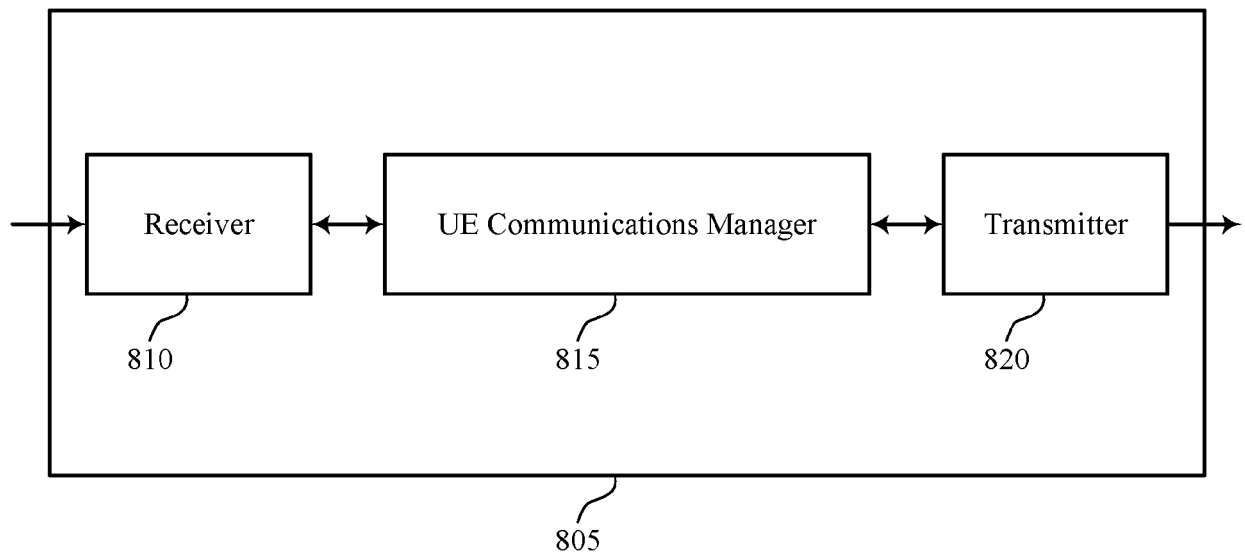 Receiver
UE Communications Manager
Transmitter
810
815
820
805